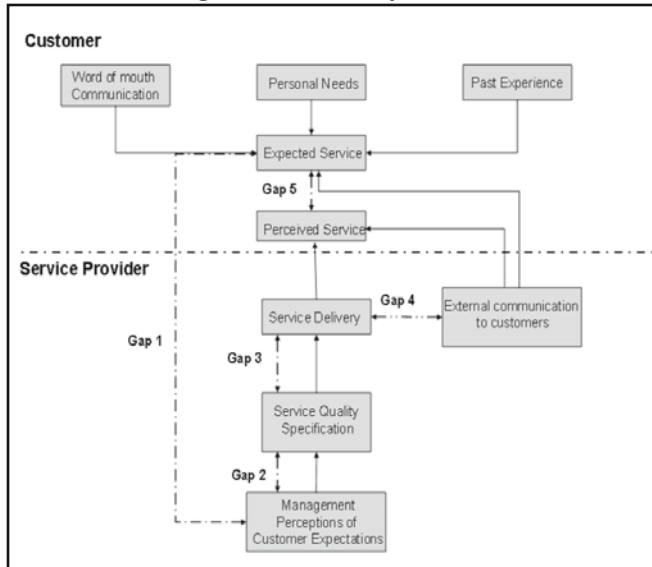 Customer
Word of mouth
Communication
Personal Needs
Past Experience
Expected Service
Gap 5
Perceived Service
Service Provider
Gap 4
External communication
to customers
Service Delivery
Gap 1
Gap 3
Service Quality
Specification
Gap 2
Management
Perceptions of
Customer Expectations